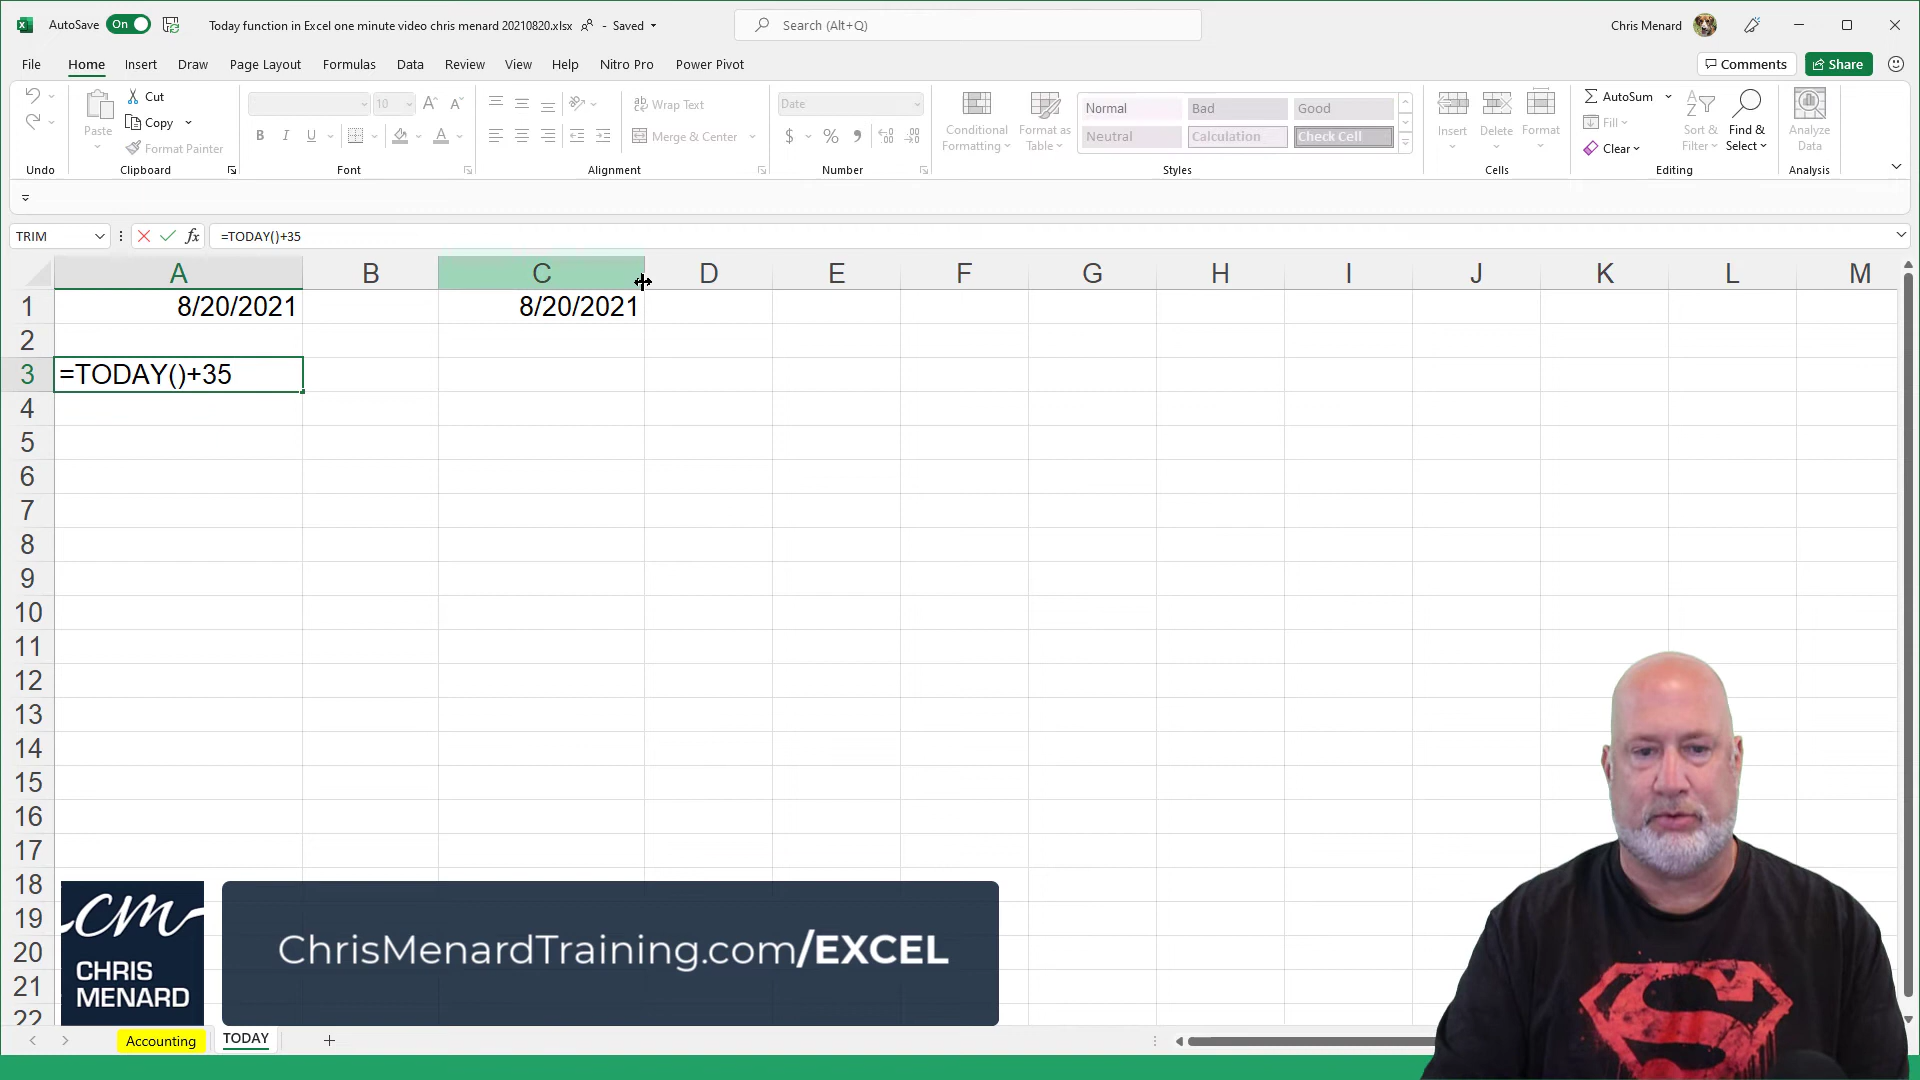 AutoSave On Today function in Excel one minute video chris menard 20210820.xlsx - Saved Search (Alt+Q) Chris Menard
File Home Insert Draw Page Layout Formulas Data Review View Help Nitro Pro Power Pivot Comments Share
Paste Cut Copy Format Painter
10
Wrap Text Merge & Center
Date
$ % ,
Conditional Formatting Format as Table
Normal Bad Good
Neutral Calculation Check Cell
Insert Delete Format
AutoSum Fill Clear
Sort & Filter Find & Select
Analyze Data
Undo Clipboard Font Alignment Number Styles Cells Editing Analysis
TRIM fx =TODAY()+35
A B C D E F G H I J K L M
1 8/20/2021 8/20/2021
2
3 =TODAY()+35
4
5
6
7
8
9
10
11
12
13
14
15
16
17
18
19
20
21
22
cm
CHRIS
MENARD
ChrisMenardTraining.com/EXCEL
Accounting TODAY